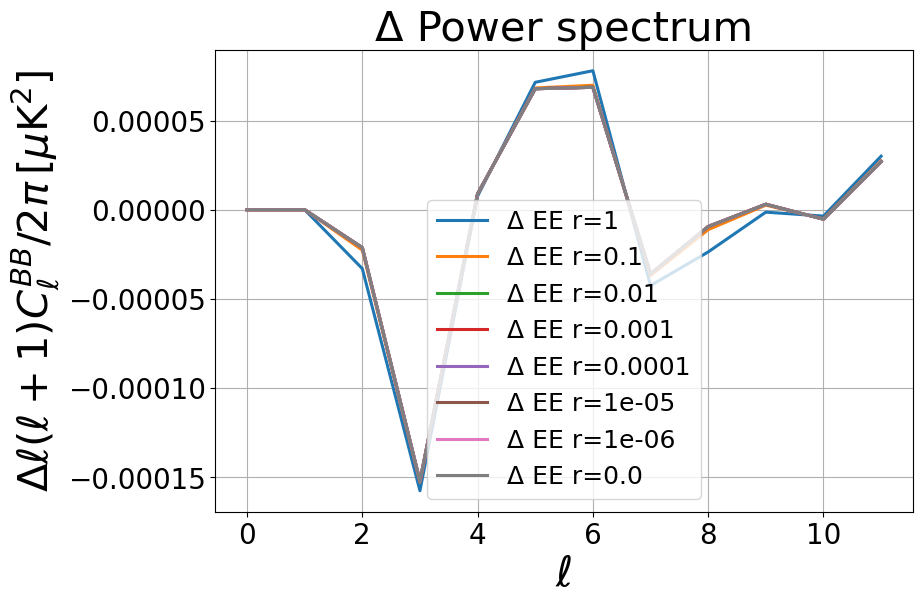 Δ Power spectrum
Δℓ(ℓ + 1)C_ℓ^{BB}/2π [μK²]
0.00005
0.00000
−0.00005
−0.00010
−0.00015
Δ EE r=1
Δ EE r=0.1
Δ EE r=0.01
Δ EE r=0.001
Δ EE r=0.0001
Δ EE r=1e-05
Δ EE r=1e-06
Δ EE r=0.0
0 2 4 6 8 10
ℓ